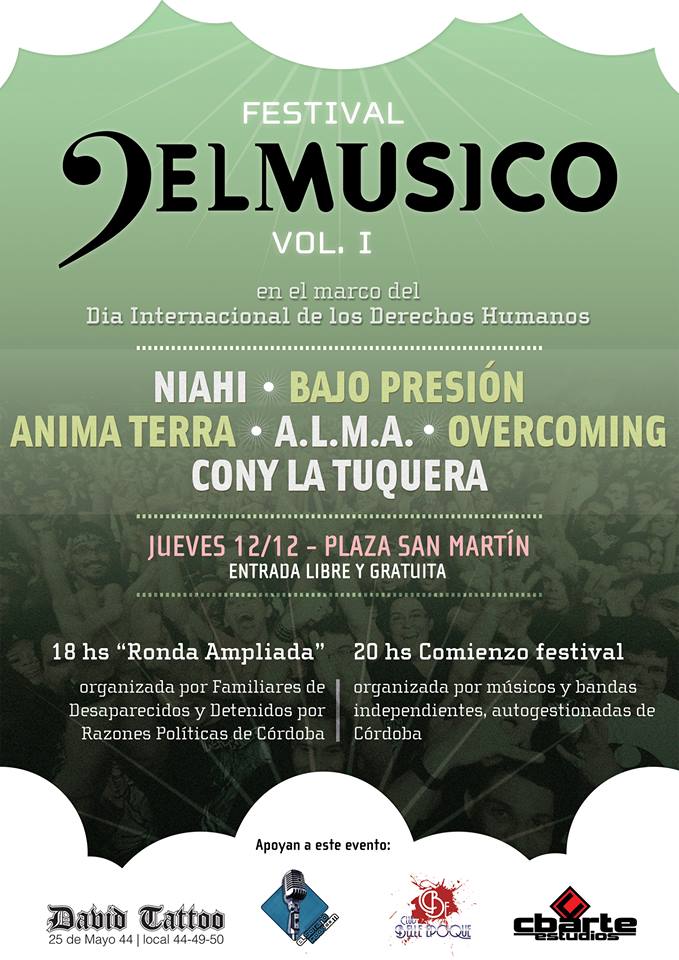 FESTIVAL
DELMUSICO
VOL. I
en el marco del
Dia Internacional de los Derechos Humanos
NIAHI • BAJO PRESIÓN
ANIMA TERRA • A.L.M.A. • OVERCOMING
CONY LA TUQUERA
JUEVES 12/12 - PLAZA SAN MARTÍN
ENTRADA LIBRE Y GRATUITA
18 hs “Ronda Ampliada”
organizada por Familiares de
Desaparecidos y Detenidos por
Razones Políticas de Córdoba
20 hs Comienzo festival
organizada por músicos y bandas
independientes, autogestionadas de
Córdoba
Apoyan a este evento:
David Tattoo
25 de Mayo 44 | local 44-49-50
CLUB
BELLE EPOQUE
cbarte
estudios